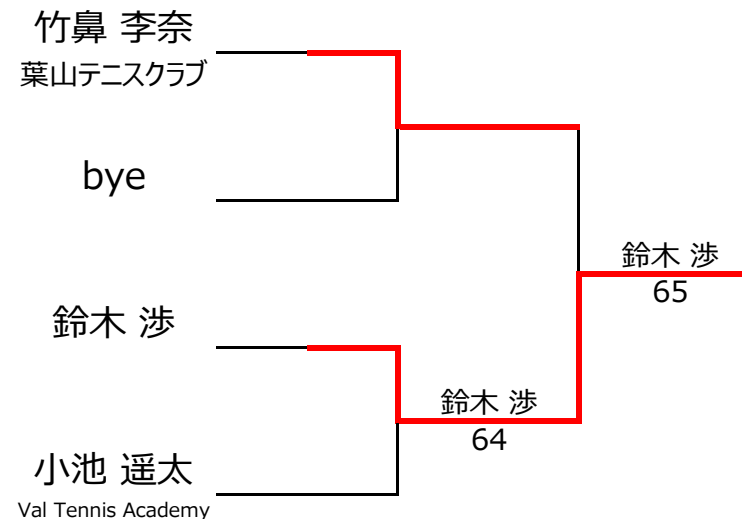 竹鼻 李奈
葉山テニスクラブ
bye
鈴木 渉
65
鈴木 渉
鈴木 渉
64
小池 遥太
Val Tennis Academy